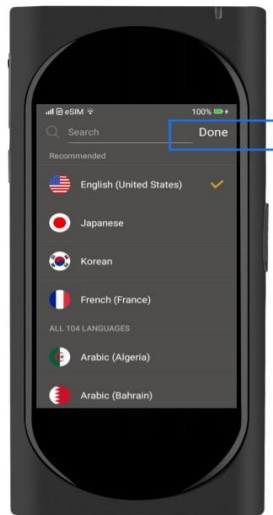 eSIM 100%
Search Done
Recommended
English (United States)
Japanese
Korean
French (France)
ALL 104 LANGUAGES
Arabic (Algeria)
Arabic (Bahrain)